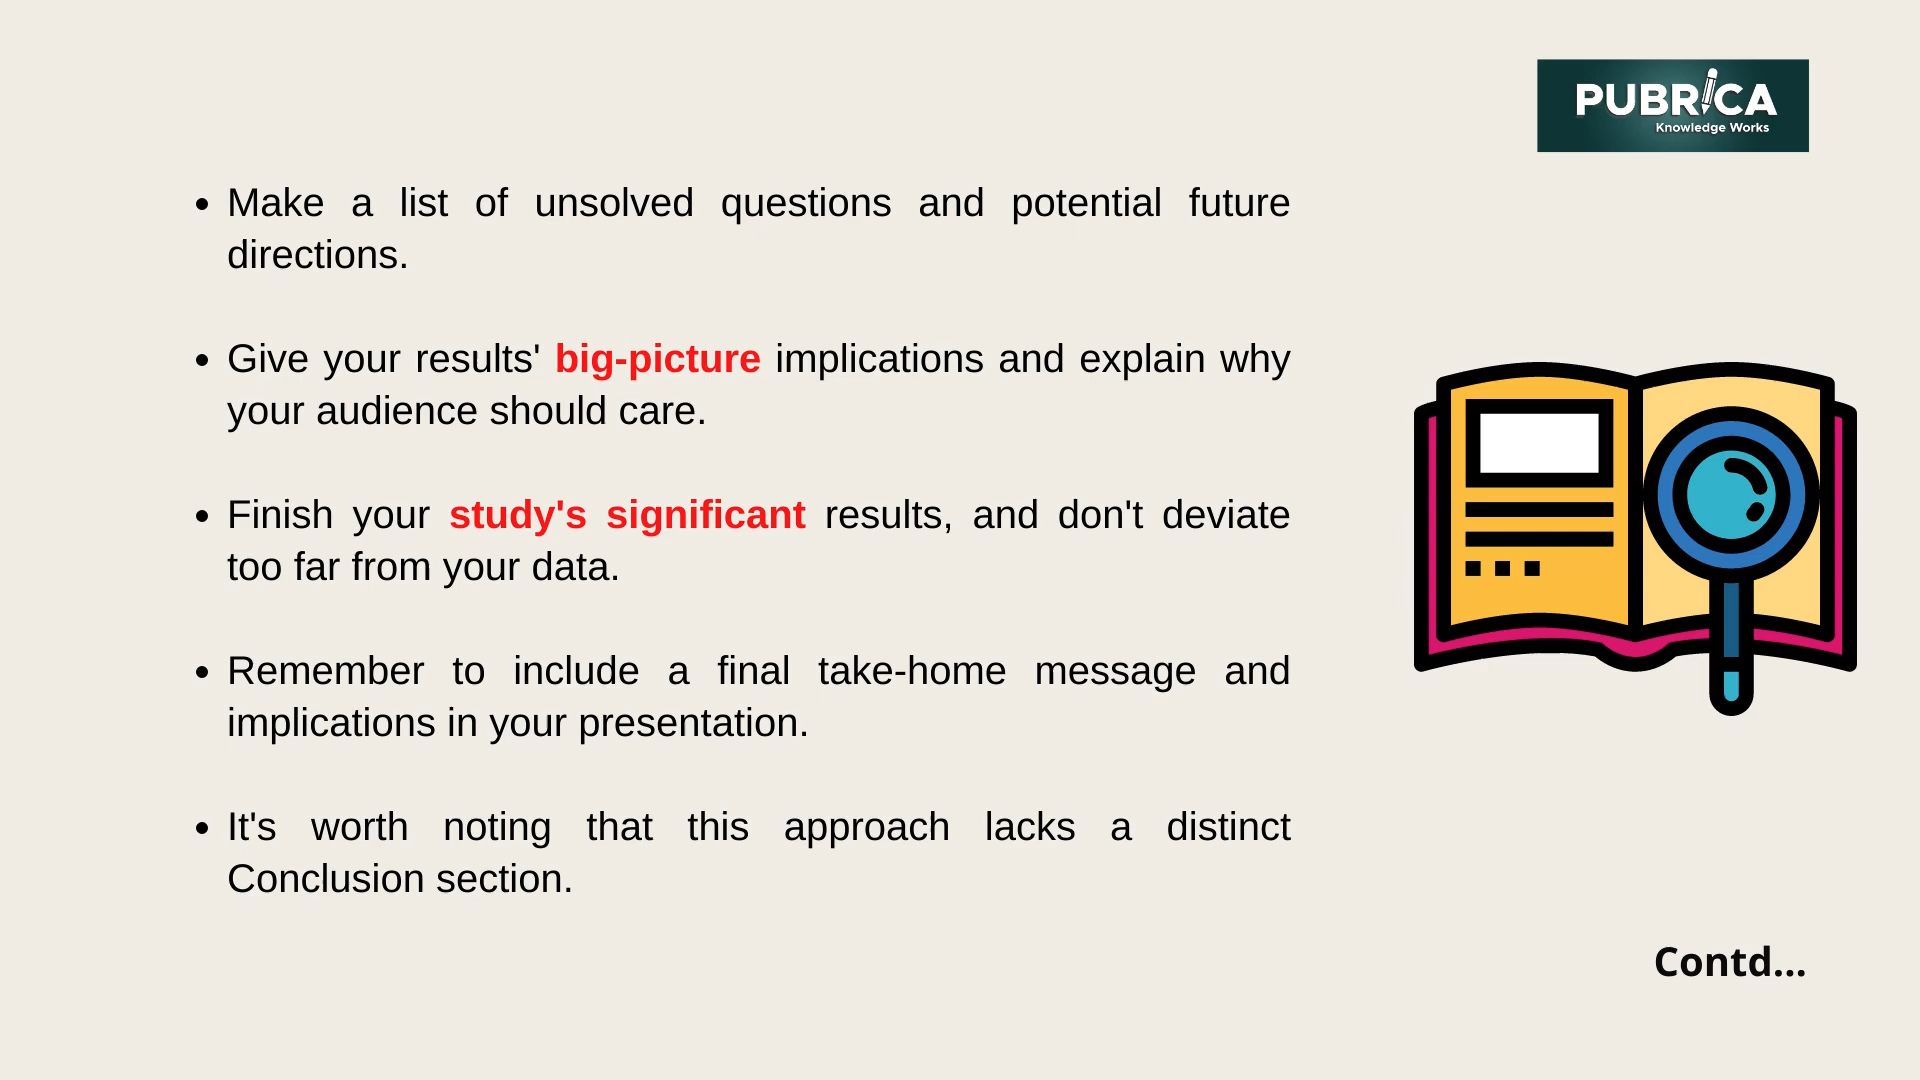 PUBRICA
Knowledge Works
• Make a list of unsolved questions and potential future
directions.
• Give your results' big-picture implications and explain why
your audience should care.
• Finish your study's significant results, and don't deviate
too far from your data.
• Remember to include a final take-home message and
implications in your presentation.
• It's worth noting that this approach lacks a distinct
Conclusion section.
Contd...